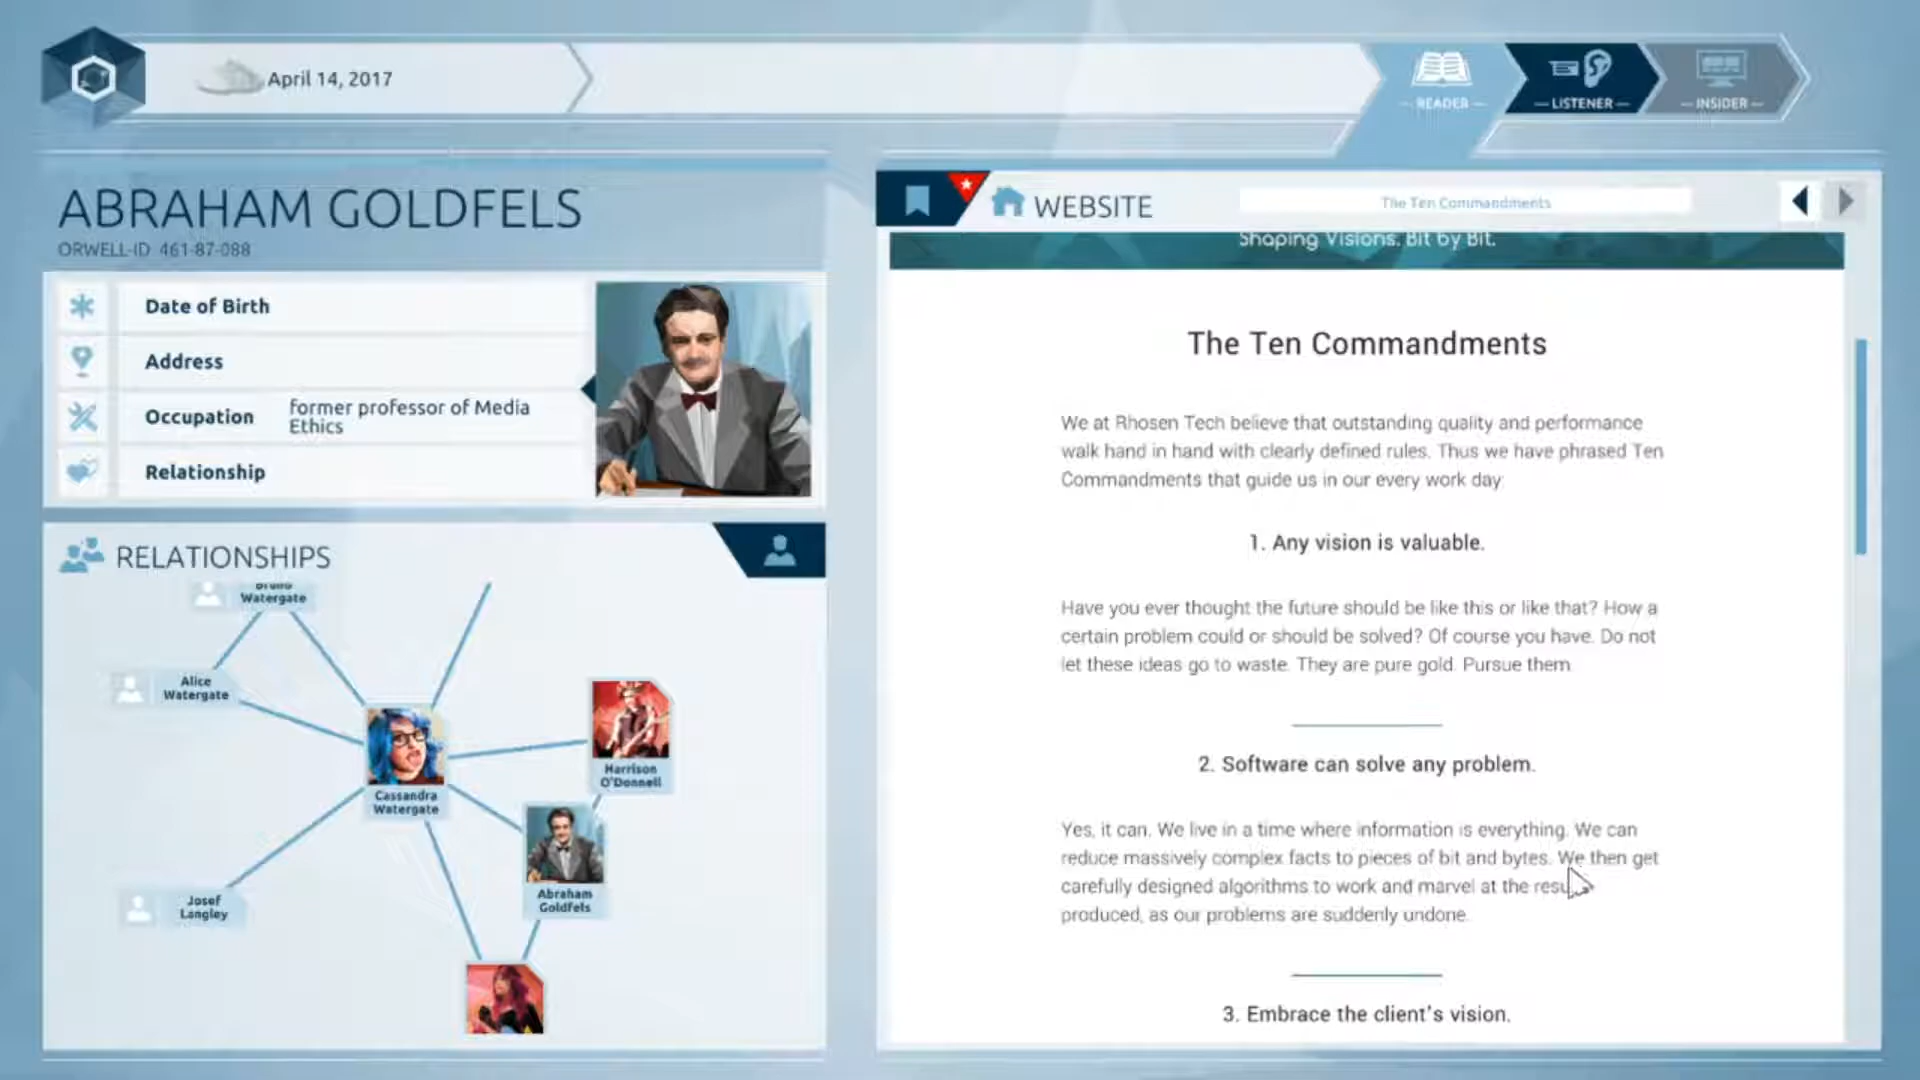 April 14, 2017
READER
LISTENER
INSIDER
ABRAHAM GOLDFELS
ORWELL-ID 461-87-088
Date of Birth
Address
Occupation
former professor of Media
Ethics
Relationship
RELATIONSHIPS
Bruno
Watergate
Alice
Watergate
Cassandra
Watergate
Harrison
O'Donnell
Abraham
Goldfels
Josef
Langley
WEBSITE
The Ten Commandments
Shaping Visions. Bit by Bit.
The Ten Commandments
We at Rhosen Tech believe that outstanding quality and performance
walk hand in hand with clearly defined rules. Thus we have phrased Ten
Commandments that guide us in our every work day:
1. Any vision is valuable.
Have you ever thought the future should be like this or like that? How a
certain problem could or should be solved? Of course you have. Do not
let these ideas go to waste. They are pure gold. Pursue them.
2. Software can solve any problem.
Yes, it can. We live in a time where information is everything. We can
reduce massively complex facts to pieces of bit and bytes. We then get
carefully designed algorithms to work and marvel at the
produced, as our problems are suddenly undone.
3. Embrace the client's vision.